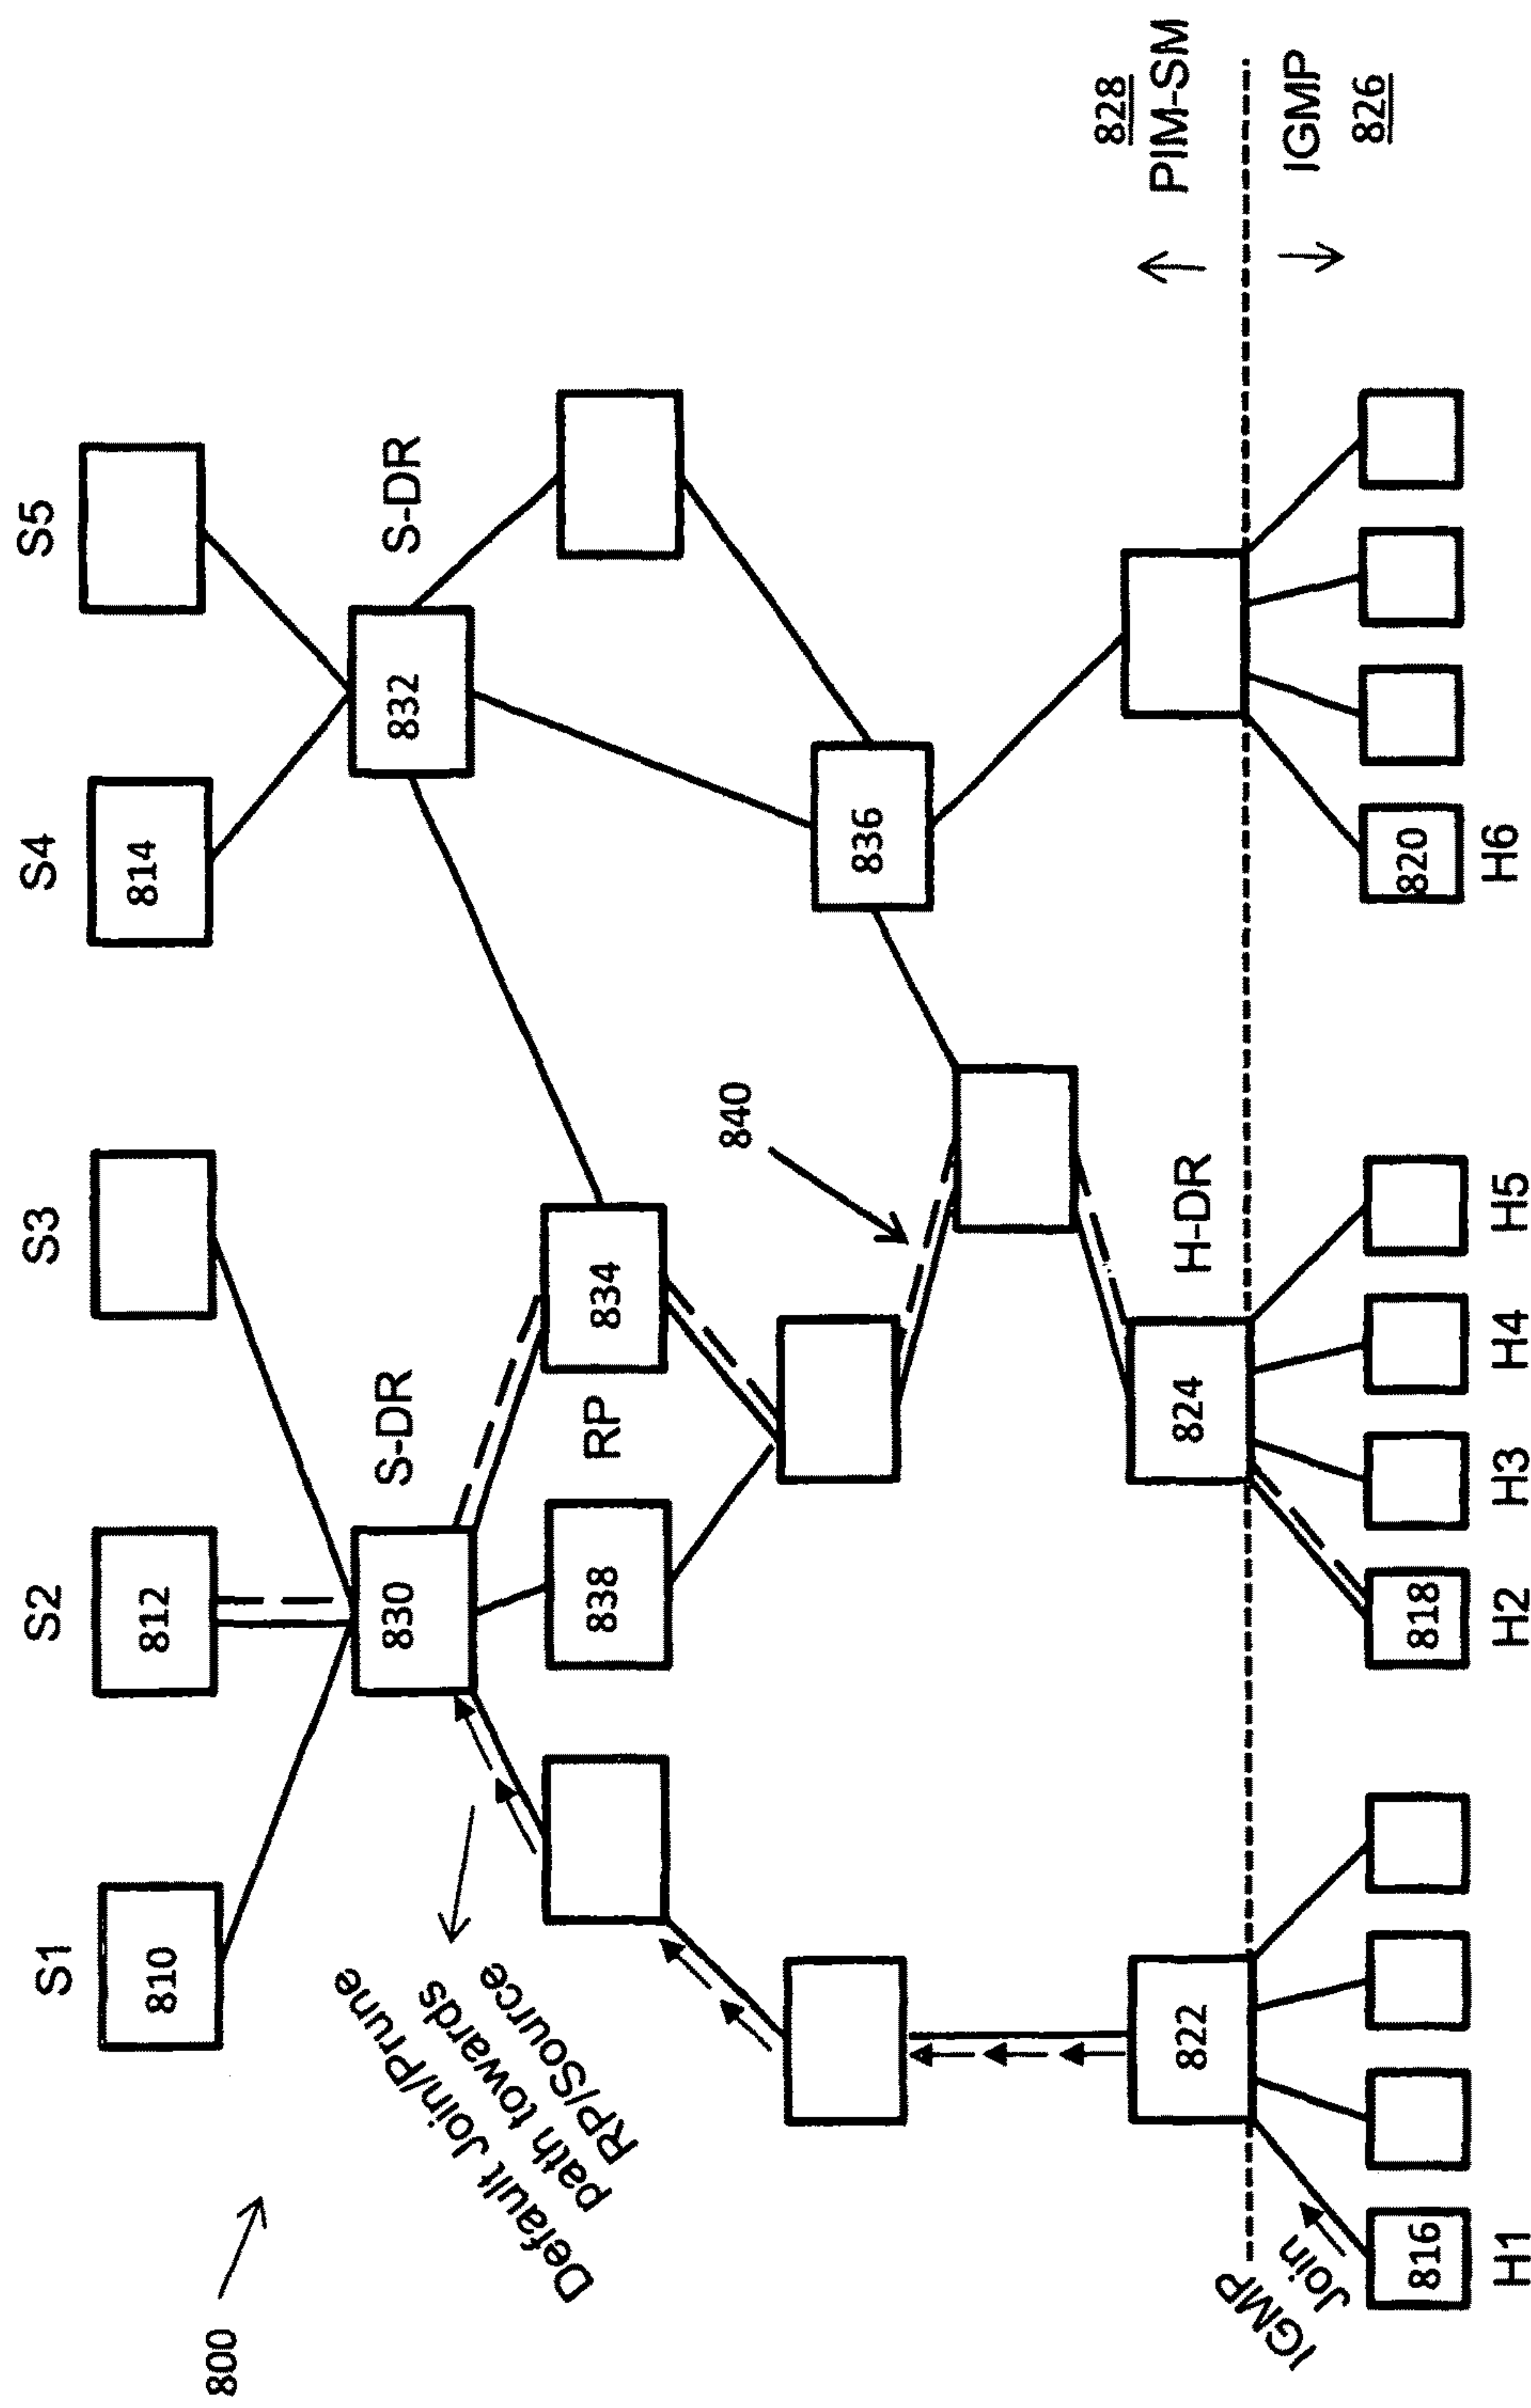 800
S1
S2
S3
S4
S5
810
812
814
830
S-DR
832
S-DR
Default Join/Prune
path towards
RP/Source
838
RP
834
840
836
822
824
H-DR
828
PIM-SM
IGMP
826
IGMP
Join
816
818
820
H1
H2
H3
H4
H5
H6